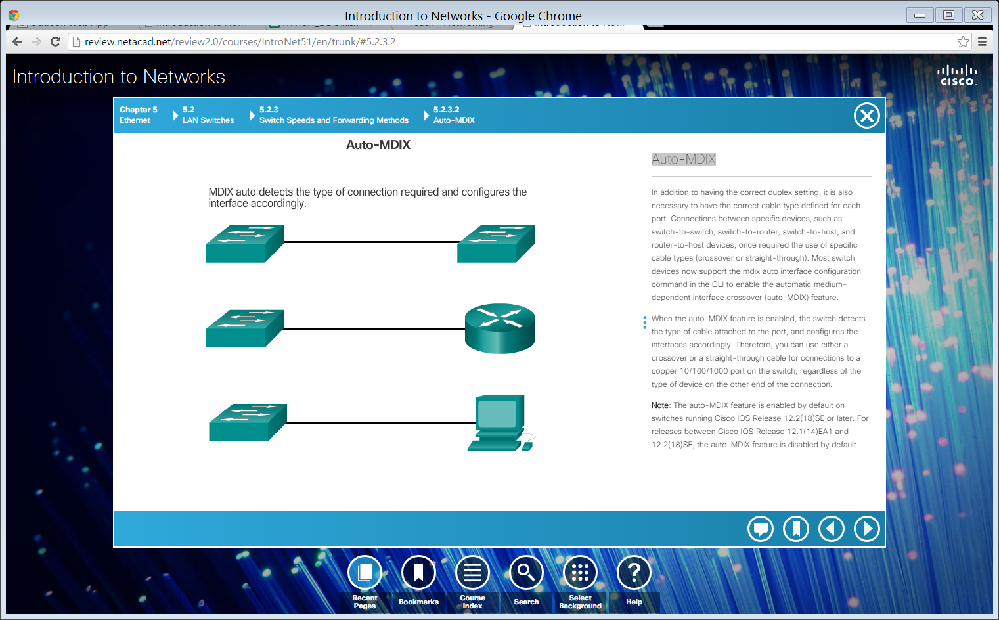 Introduction to Networks - Google Chrome
review.netacad.net/review2.0/courses/IntroNet51/en/trunk/#5.2.3.2
Introduction to Networks
CISCO
Chapter 5
Ethernet
5.2
LAN Switches
5.2.3
Switch Speeds and Forwarding Methods
5.2.3.2
Auto-MDIX
Auto-MDIX
MDIX auto detects the type of connection required and configures the
interface accordingly.
Auto-MDIX
In addition to having the correct duplex setting, it is also
necessary to have the correct cable type defined for each
port. Connections between specific devices, such as
switch-to-switch, switch-to-router, switch-to-host, and
router-to-host devices, once required the use of specific
cable types (crossover or straight-through). Most switch
devices now support the mdix auto interface configuration
command in the CLI to enable the automatic medium-
dependent interface crossover (auto-MDIX) feature.
When the auto-MDIX feature is enabled, the switch detects
the type of cable attached to the port, and configures the
interfaces accordingly. Therefore, you can use either a
crossover or a straight-through cable for connections to a
copper 10/100/1000 port on the switch, regardless of the
type of device on the other end of the connection.
Note: The auto-MDIX feature is enabled by default on
switches running Cisco IOS Release 12.2(18)SE or later. For
releases between Cisco IOS Release 12.1(14)EA1 and
12.2(18)SE, the auto-MDIX feature is disabled by default.
Recent
Pages
Bookmarks
Course
Index
Search
Select
Background
Help